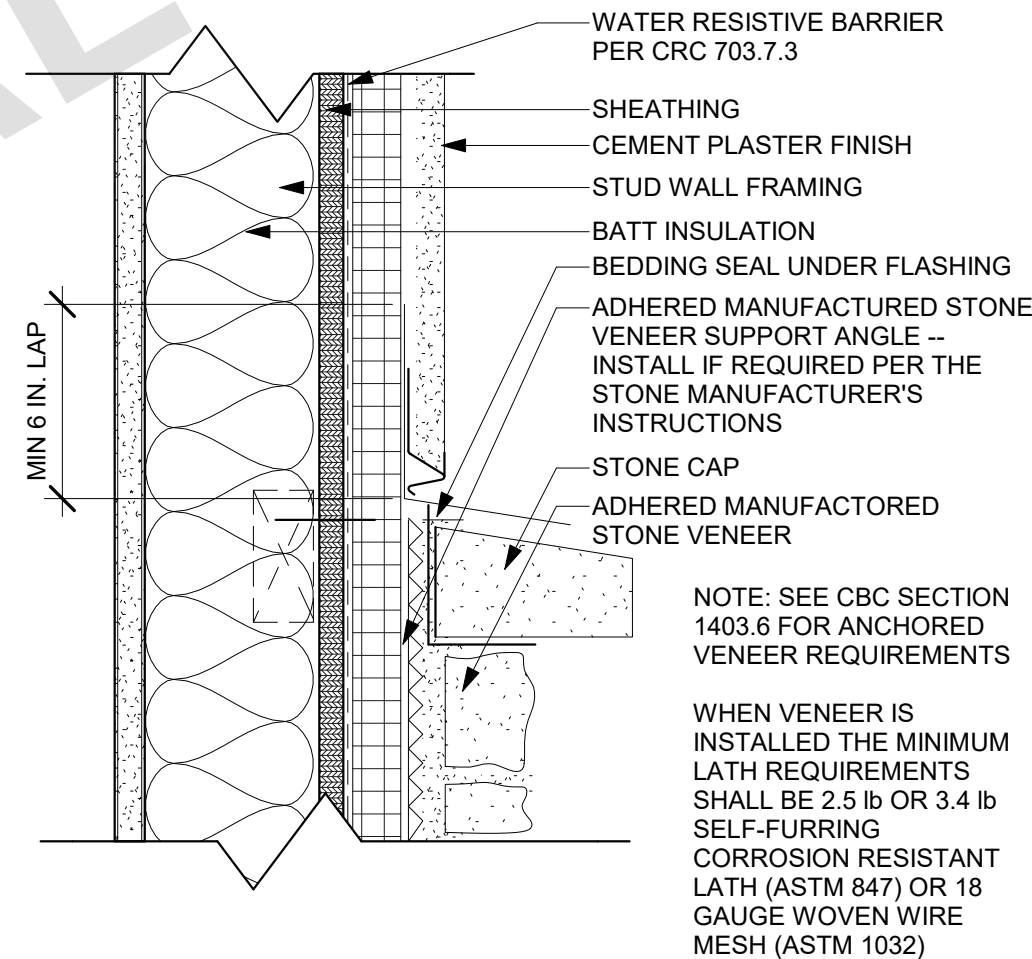 WATER RESISTIVE BARRIER
PER CRC 703.7.3
SHEATHING
CEMENT PLASTER FINISH
STUD WALL FRAMING
BATT INSULATION
BEDDING SEAL UNDER FLASHING
ADHERED MANUFACTURED STONE
VENEER SUPPORT ANGLE --
INSTALL IF REQUIRED PER THE
STONE MANUFACTURER'S
INSTRUCTIONS
STONE CAP
ADHERED MANUFACTORED
STONE VENEER
MIN 6 IN. LAP
NOTE: SEE CBC SECTION
1403.6 FOR ANCHORED
VENEER REQUIREMENTS
WHEN VENEER IS
INSTALLED THE MINIMUM
LATH REQUIREMENTS
SHALL BE 2.5 lb OR 3.4 lb
SELF-FURRING
CORROSION RESISTANT
LATH (ASTM 847) OR 18
GAUGE WOVEN WIRE
MESH (ASTM 1032)